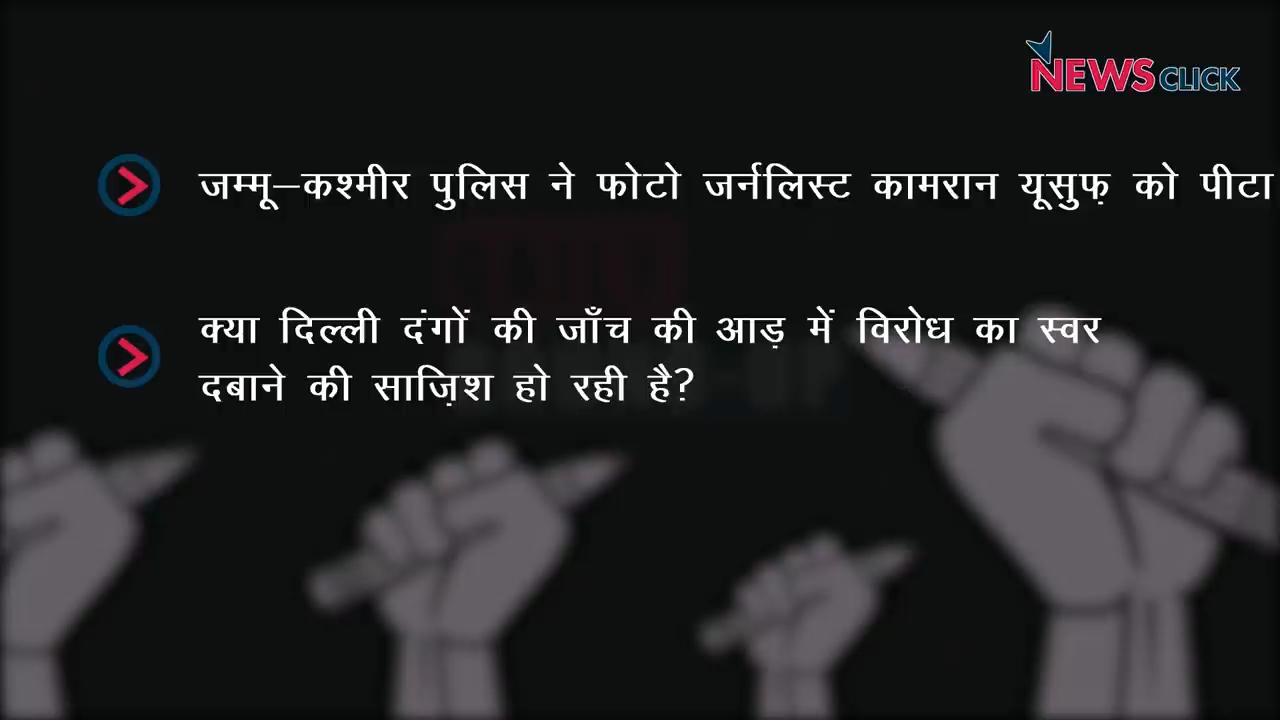 NEWSCLICK
जम्मू–कश्मीर पुलिस ने फोटो जर्नलिस्ट कामरान यूसुफ़ को पीटा
क्या दिल्ली दंगों की जाँच की आड़ में विरोध का स्वर
दबाने की साज़िश हो रही है?